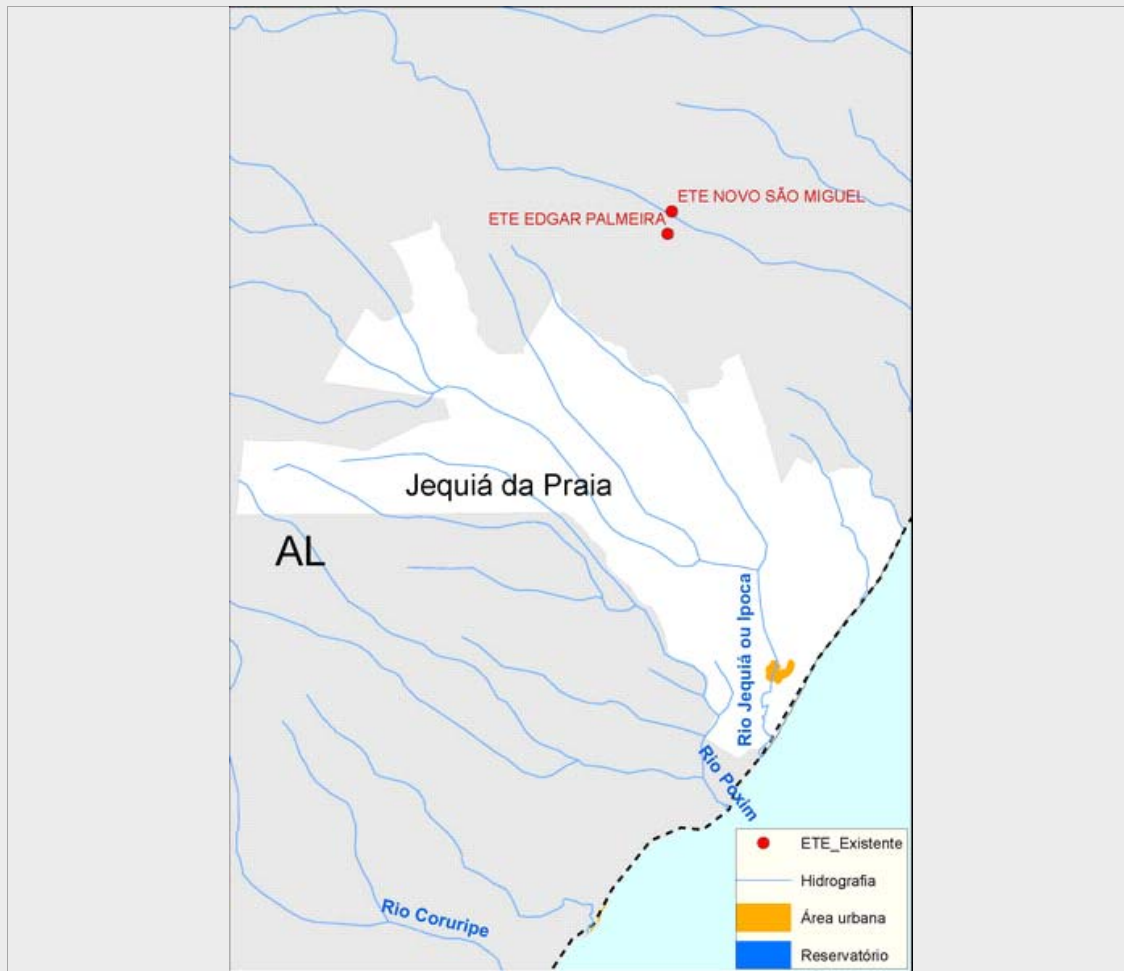 ETE NOVO SÃO MIGUEL
ETE EDGAR PALMEIRA
Jequiá da Praia
AL
Rio Jequiá ou Ipoca
Rio Poxim
Rio Coruripe
ETE_Existente
Hidrografia
Área urbana
Reservatório